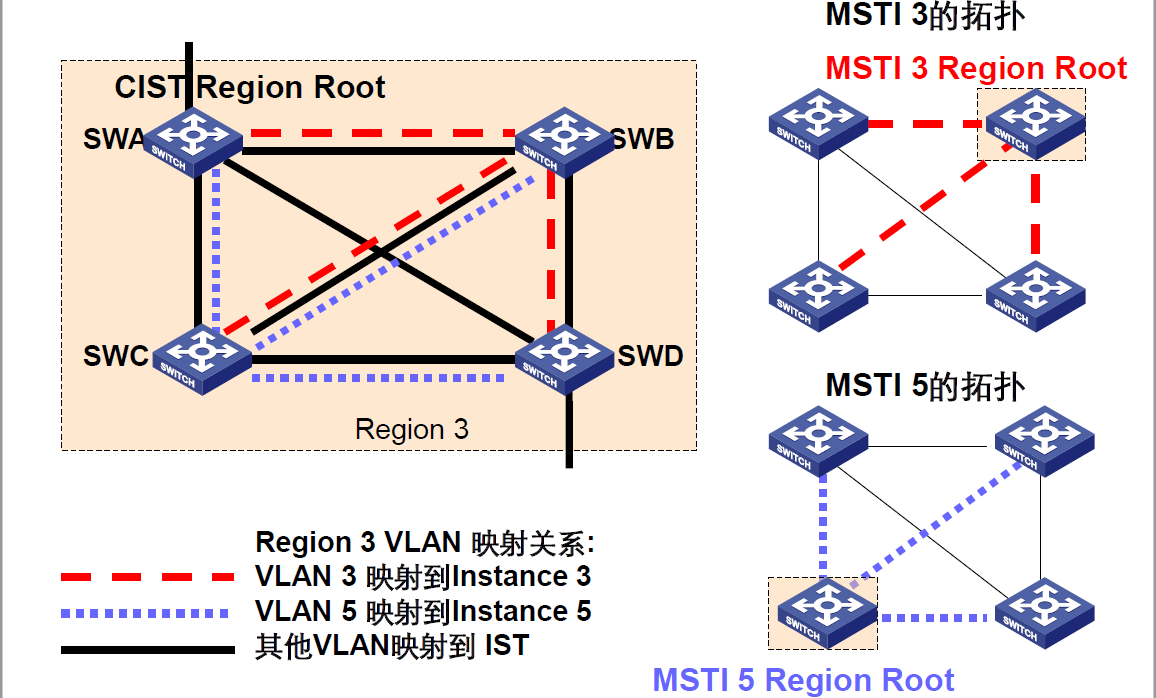 MSTI 3的拓扑
MSTI 3 Region Root
SWITCH
SWITCH
SWITCH
SWITCH
CIST Region Root
SWA
SWITCH
SWITCH
SWB
SWC
SWITCH
SWITCH
SWD
Region 3
MSTI 5的拓扑
SWITCH
SWITCH
SWITCH
SWITCH
MSTI 5 Region Root
Region 3 VLAN 映射关系:
VLAN 3 映射到Instance 3
VLAN 5 映射到Instance 5
其他VLAN映射到 IST